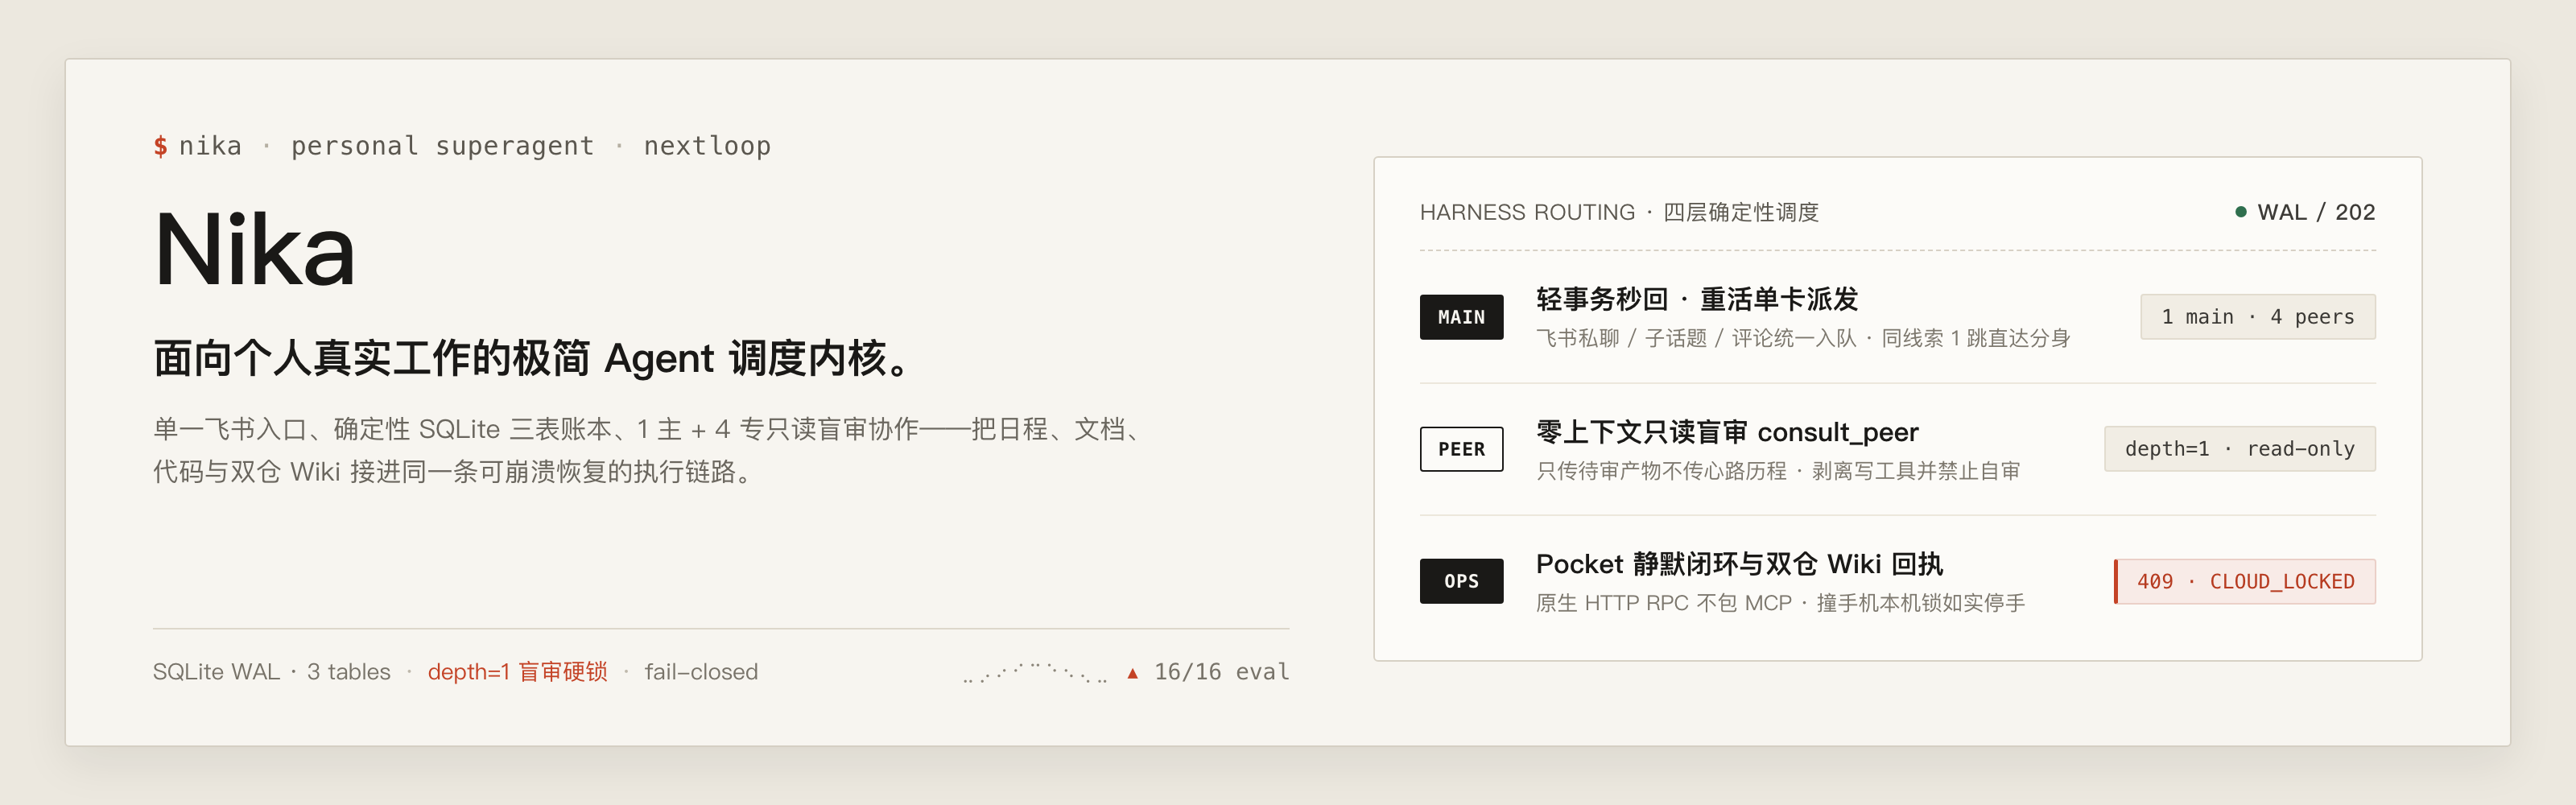 $ nika · personal superagent · nextloop
Nika
面向个人真实工作的极简 Agent 调度内核。
单一飞书入口、确定性 SQLite 三表账本、1 主 + 4 专只读盲审协作——把日程、文档、
代码与双仓 Wiki 接进同一条可崩溃恢复的执行链路。
SQLite WAL · 3 tables · depth=1 盲审硬锁 · fail-closed
▲ 16/16 eval
HARNESS ROUTING · 四层确定性调度
● WAL / 202
MAIN
轻事务秒回 · 重活单卡派发
飞书私聊 / 子话题 / 评论统一入队 · 同线索 1 跳直达分身
1 main · 4 peers
PEER
零上下文只读盲审 consult_peer
只传待审产物不传心路历程 · 剥离写工具并禁止自审
depth=1 · read-only
OPS
Pocket 静默闭环与双仓 Wiki 回执
原生 HTTP RPC 不包 MCP · 撞手机本机锁如实停手
409 · CLOUD_LOCKED